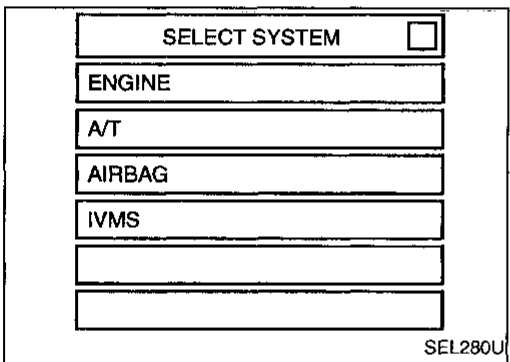 SELECT SYSTEM
ENGINE
A/T
AIRBAG
IVMS
SEL280U